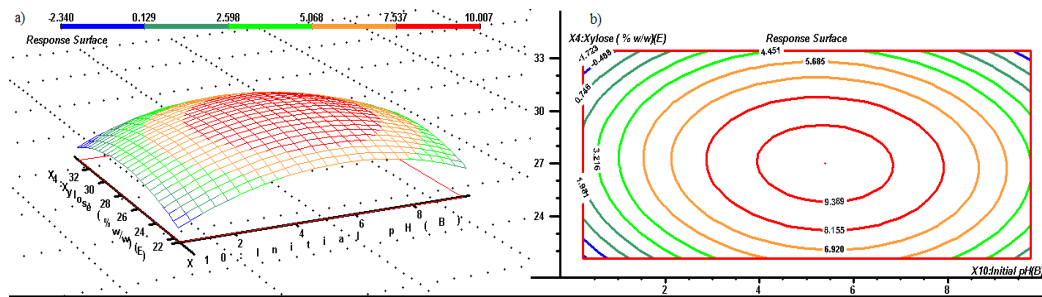 a)
-2.340 0.129 2.598 5.068 7.537 10.007
Response Surface
X4:Xylose (% w/w)(E)
32
30
28
26
24
22
X10: Initial pH(B)
2 4 6 8
b)
X4:Xylose (% w/w)(E)
Response Surface
33
30
27
24
-1.723
-0.488
0.746
1.981
3.216
4.451
5.685
9.389
8.155
6.920
X10:Initial pH(B)
2 4 6 8